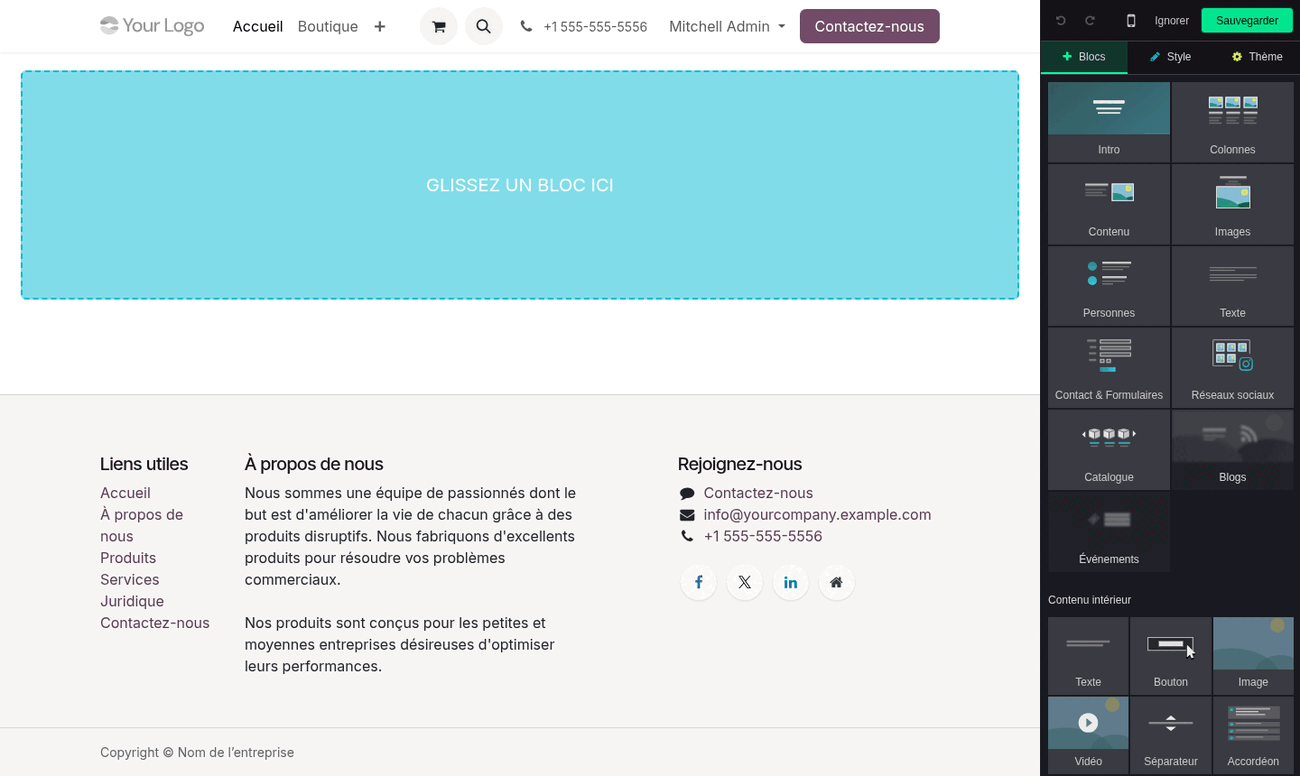 Your Logo
Accueil
Boutique
+1 555-555-5556
Mitchell Admin
Contactez-nous
Ignorer
Sauvegarder
Blocs
Style
Thème
GLISSEZ UN BLOC ICI
Intro
Colonnes
Contenu
Images
Personnes
Texte
Contact & Formulaires
Réseaux sociaux
Catalogue
Blogs
Événements
Contenu intérieur
Texte
Bouton
Image
Vidéo
Séparateur
Accordéon
Liens utiles
Accueil
À propos de
nous
Produits
Services
Juridique
Contactez-nous
À propos de nous
Nous sommes une équipe de passionnés dont le
but est d'améliorer la vie de chacun grâce à des
produits disruptifs. Nous fabriquons d'excellents
produits pour résoudre vos problèmes
commerciaux.
Nos produits sont conçus pour les petites et
moyennes entreprises désireuses d'optimiser
leurs performances.
Rejoignez-nous
Contactez-nous
info@yourcompany.example.com
+1 555-555-5556
Copyright © Nom de l'entreprise